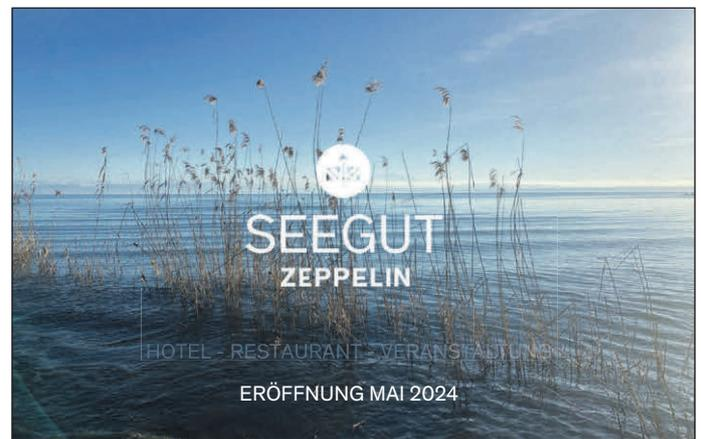 SEEGUT
ZEPPELIN
HOTEL - RESTAURANT - VERANSTALTUNG
ERÖFFNUNG MAI 2024